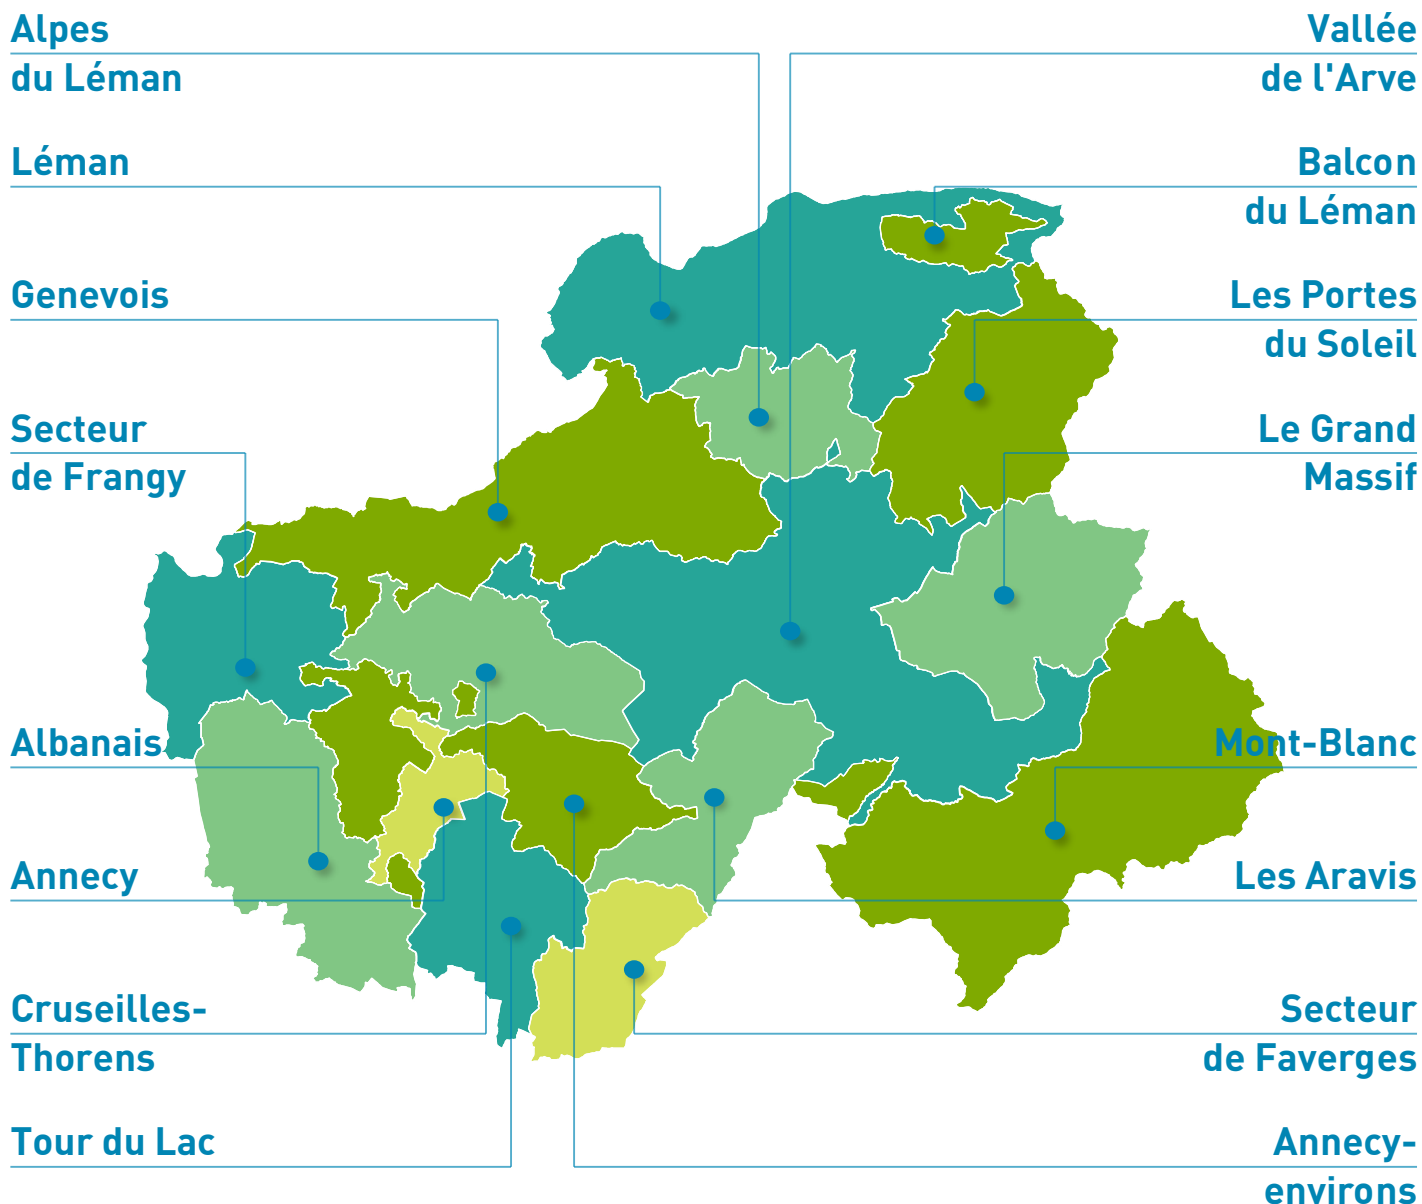 Alpes
du Léman
Léman
Genevois
Secteur
de Frangy
Albanais
Annecy
Cruseilles-
Thorens
Tour du Lac
Vallée
de l'Arve
Balcon
du Léman
Les Portes
du Soleil
Le Grand
Massif
Mont-Blanc
Les Aravis
Secteur
de Faverges
Annecy-
environs